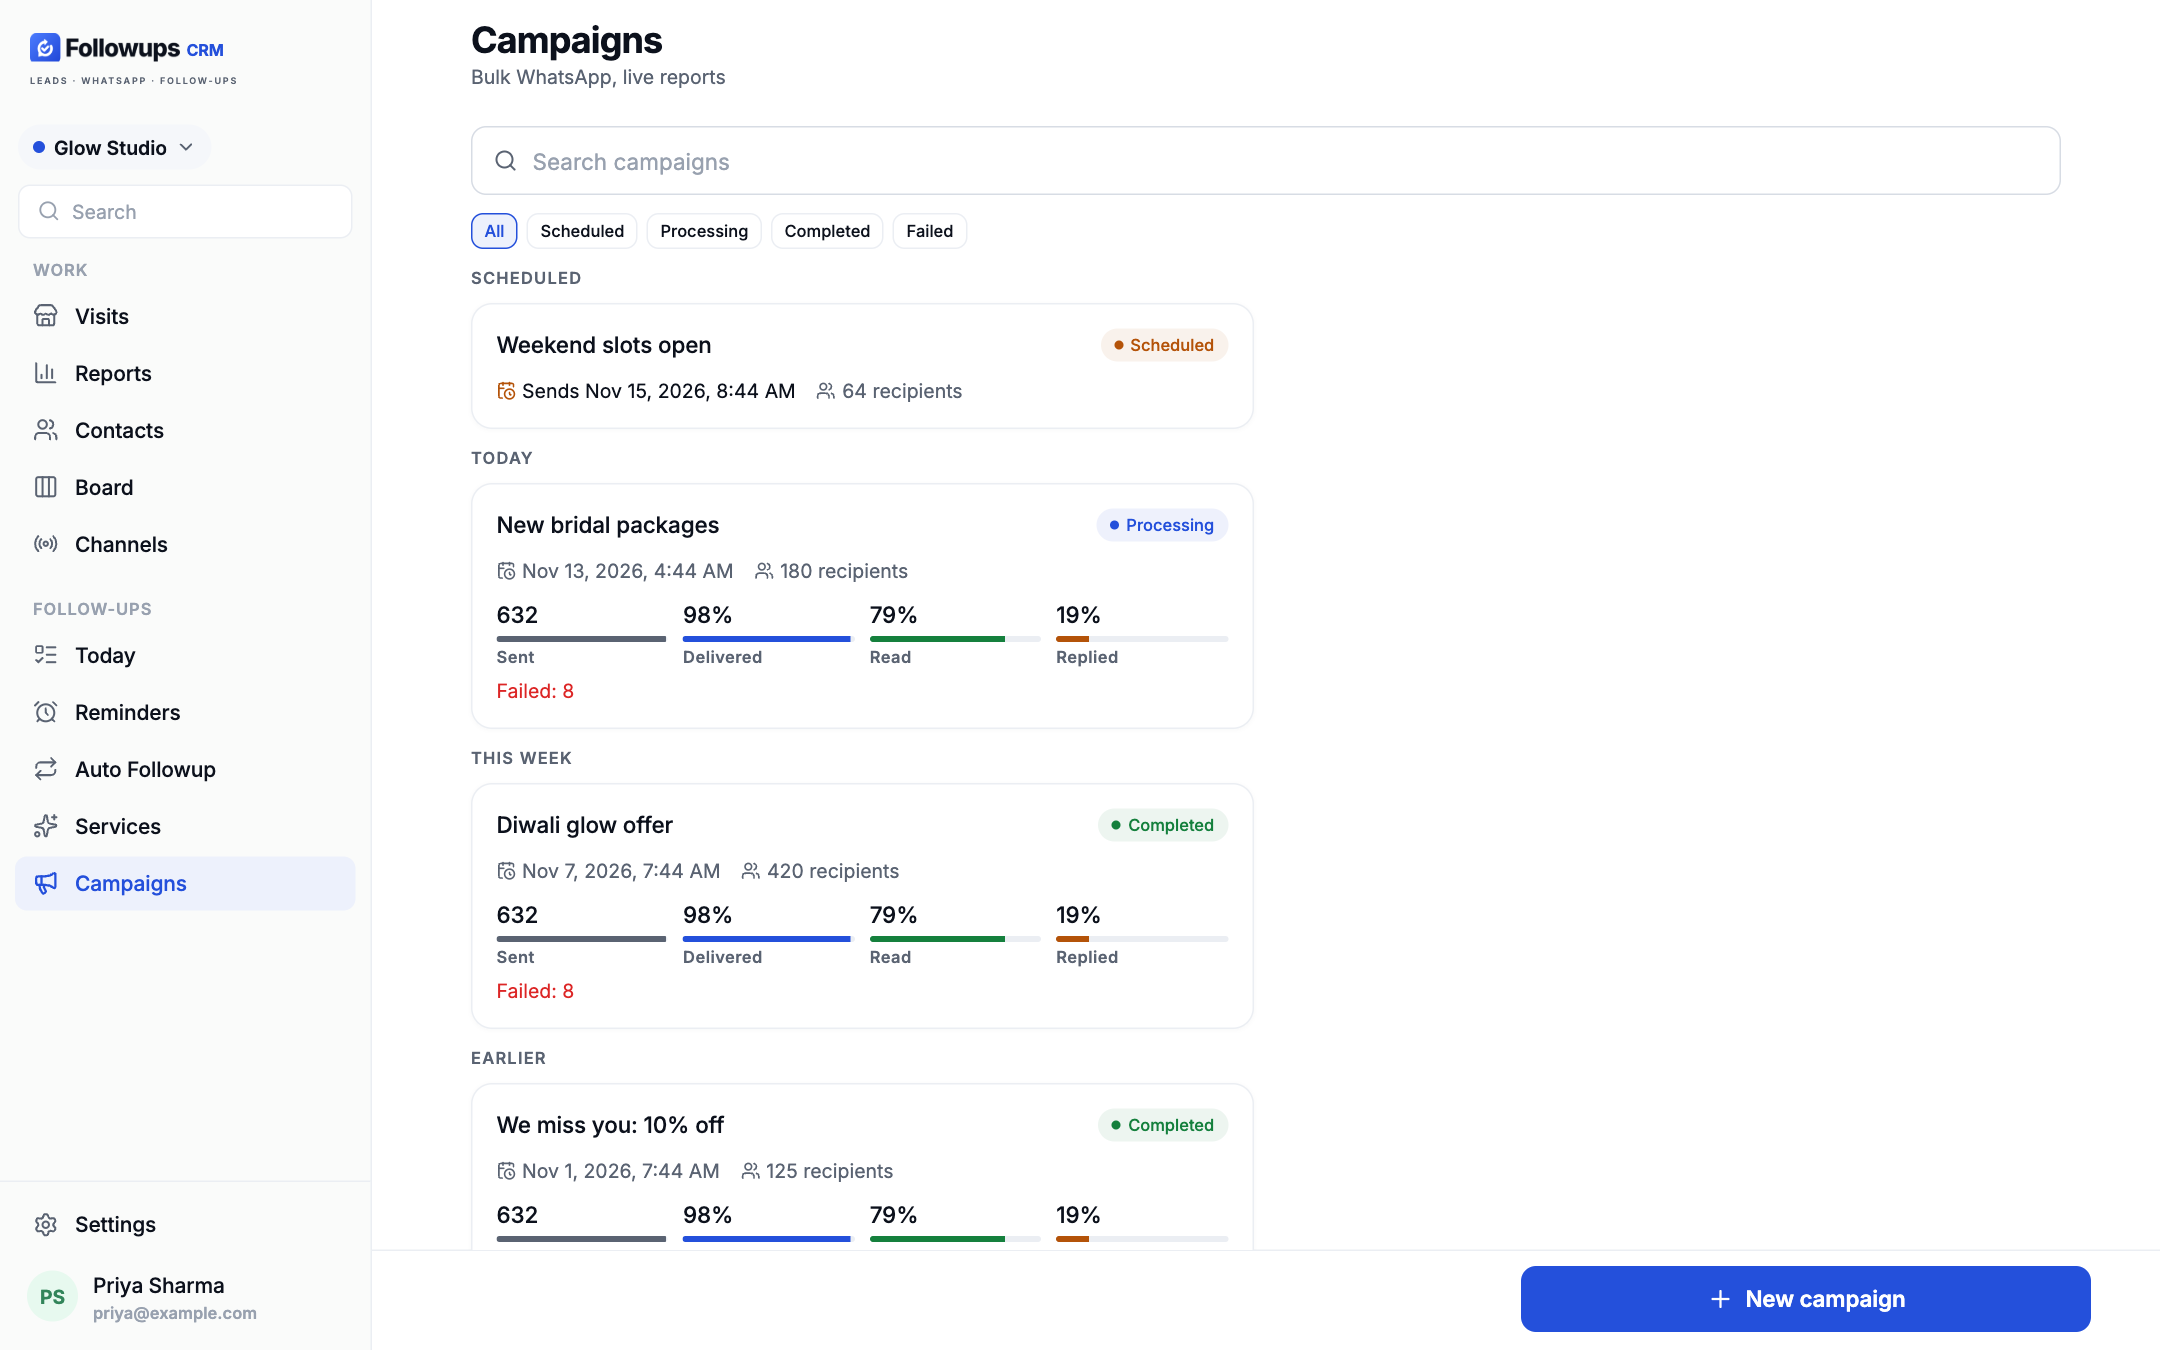 Followups CRM
LEADS · WHATSAPP · FOLLOW-UPS
Glow Studio
Search
WORK
Visits
Reports
Contacts
Board
Channels
FOLLOW-UPS
Today
Reminders
Auto Followup
Services
Campaigns
Settings
PS
Priya Sharma
priya@example.com
Campaigns
Bulk WhatsApp, live reports
Search campaigns
All Scheduled Processing Completed Failed
SCHEDULED
Weekend slots open Scheduled
Sends Nov 15, 2026, 8:44 AM 64 recipients
TODAY
New bridal packages Processing
Nov 13, 2026, 4:44 AM 180 recipients
632 98% 79% 19%
Sent Delivered Read Replied
Failed: 8
THIS WEEK
Diwali glow offer Completed
Nov 7, 2026, 7:44 AM 420 recipients
632 98% 79% 19%
Sent Delivered Read Replied
Failed: 8
EARLIER
We miss you: 10% off Completed
Nov 1, 2026, 7:44 AM 125 recipients
632 98% 79% 19%
+ New campaign